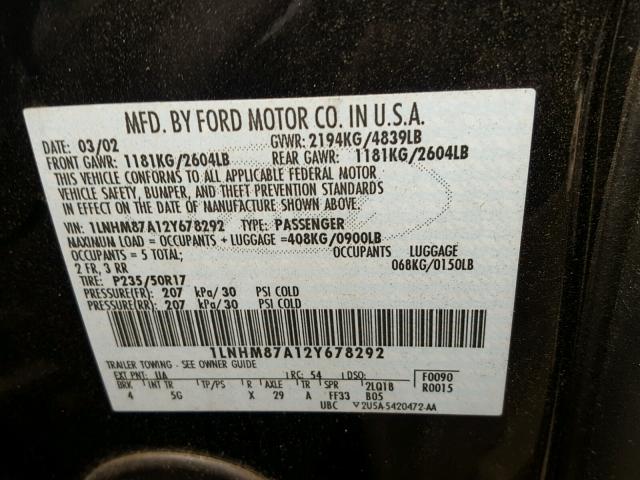 MFD. BY FORD MOTOR CO. IN U.S.A.
DATE: 03/02 GVWR: 2194KG/4839LB
FRONT GAWR: 1181KG/2604LB REAR GAWR: 1181KG/2604LB
THIS VEHICLE CONFORMS TO ALL APPLICABLE FEDERAL MOTOR
VEHICLE SAFETY, BUMPER, AND THEFT PREVENTION STANDARDS
IN EFFECT ON THE DATE OF MANUFACTURE SHOWN ABOVE.
VIN: 1LNHM87A12Y678292 TYPE: PASSENGER
MAXIMUM LOAD = OCCUPANTS + LUGGAGE =408KG/0900LB
OCCUPANTS = 5 TOTAL; OCCUPANTS LUGGAGE
2 FR, 3 RR 068KG/0150LB
TIRE: P235/50R17
PRESSURE(FR): 207 kPa/30 PSI COLD
PRESSURE(RR): 207 kPa/30 PSI COLD
1LNHM87A12Y678292
TRAILER TOWING - SEE OWNER GUIDE
EXT PNT: UA RC: 54 DSO: F0090
BRK INT TR TP/PS R AXLE TR SPR 2LQ18 R0015
4 5G X 29 A FF33 B05
UBC V2USA-5420472-AA